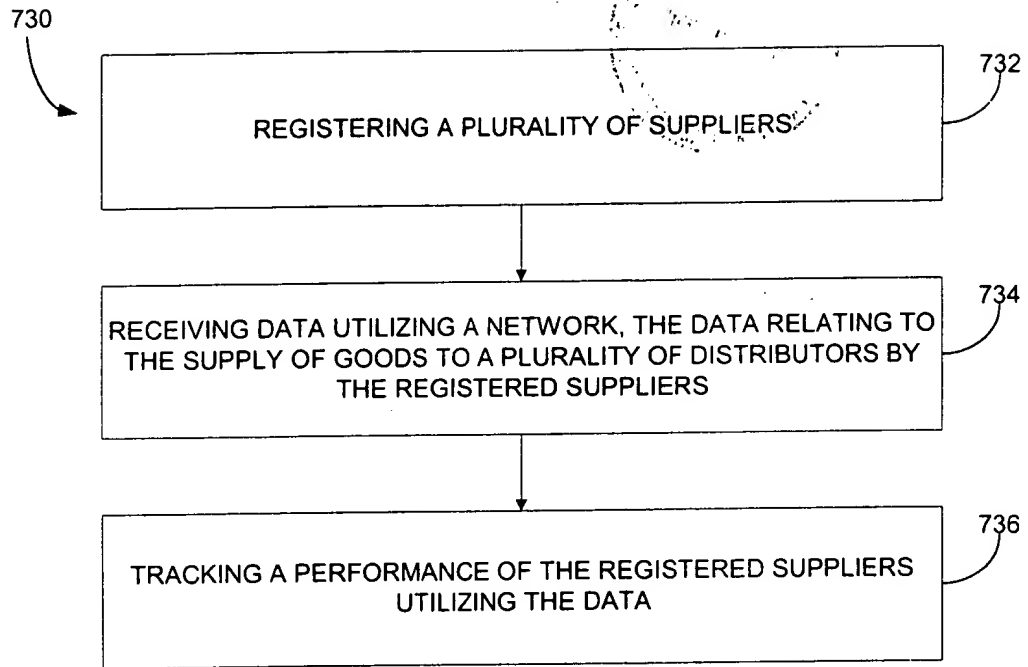 730
732
REGISTERING A PLURALITY OF SUPPLIERS
734
RECEIVING DATA UTILIZING A NETWORK, THE DATA RELATING TO
THE SUPPLY OF GOODS TO A PLURALITY OF DISTRIBUTORS BY
THE REGISTERED SUPPLIERS
736
TRACKING A PERFORMANCE OF THE REGISTERED SUPPLIERS
UTILIZING THE DATA